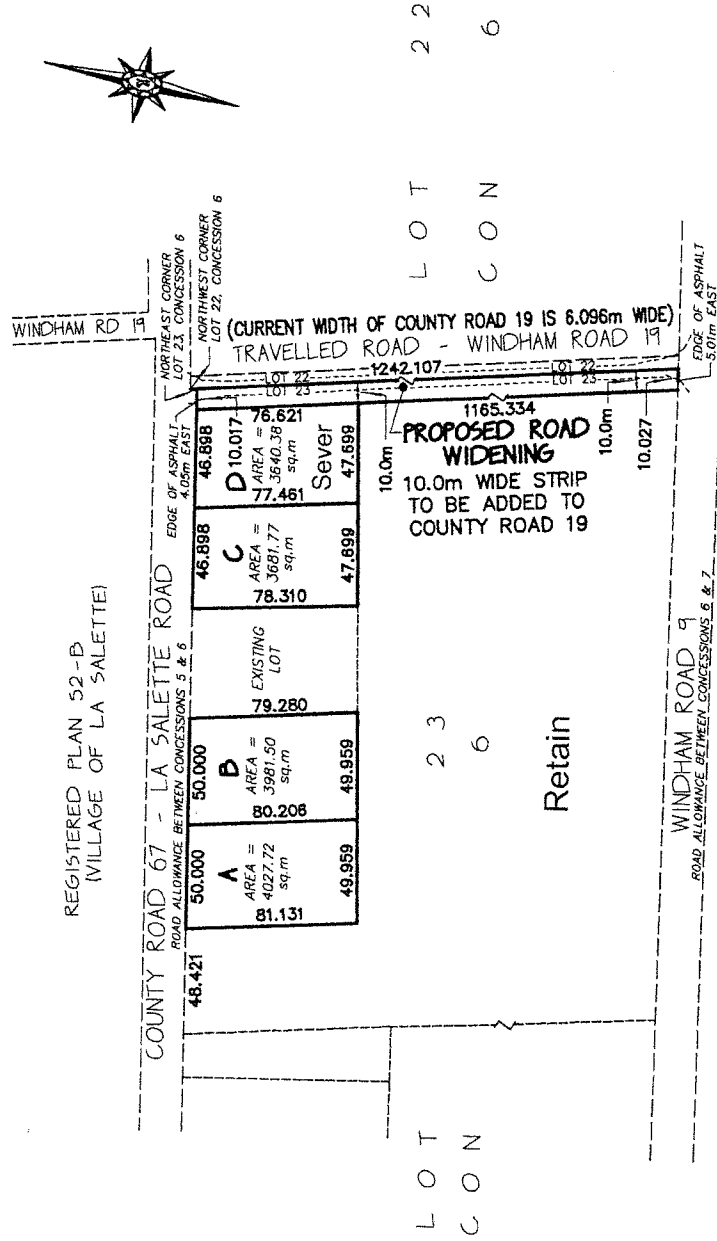 REGISTERED PLAN 52-B
(VILLAGE OF LA SALETTE)
WINDHAM RD 19
COUNTY ROAD 67 - LA SALETTE ROAD
ROAD ALLOWANCE BETWEEN CONCESSIONS 5 & 6
NORTHEAST CORNER
LOT 23, CONCESSION 6
NORTHWEST CORNER
LOT 22, CONCESSION 6
EDGE OF ASPHALT
4.05m EAST
48.421
50.000
A
AREA =
4027.72
sq.m
81.131
49.959
50.000
B
AREA =
3981.50
sq.m
80.206
49.959
EXISTING
LOT
79.280
46.898
C
AREA =
3681.77
sq.m
78.310
47.699
46.898
D
10.017
AREA =
3640.38
sq.m
76.621
77.461
Sever
47.699
(CURRENT WIDTH OF COUNTY ROAD 19 IS 6.096m WIDE)
TRAVELLED ROAD - WINDHAM ROAD 19
LOT 22
LOT 23
1242.107
LOT 22
LOT 23
1165.334
10.0m
PROPOSED ROAD
WIDENING
10.0m WIDE STRIP
TO BE ADDED TO
COUNTY ROAD 19
10.0m
10.027
EDGE OF ASPHALT
5.01m EAST
LOT 22
CON 6
LOT 23
CON 6
Retain
WINDHAM ROAD 9
ROAD ALLOWANCE BETWEEN CONCESSIONS 6 & 7